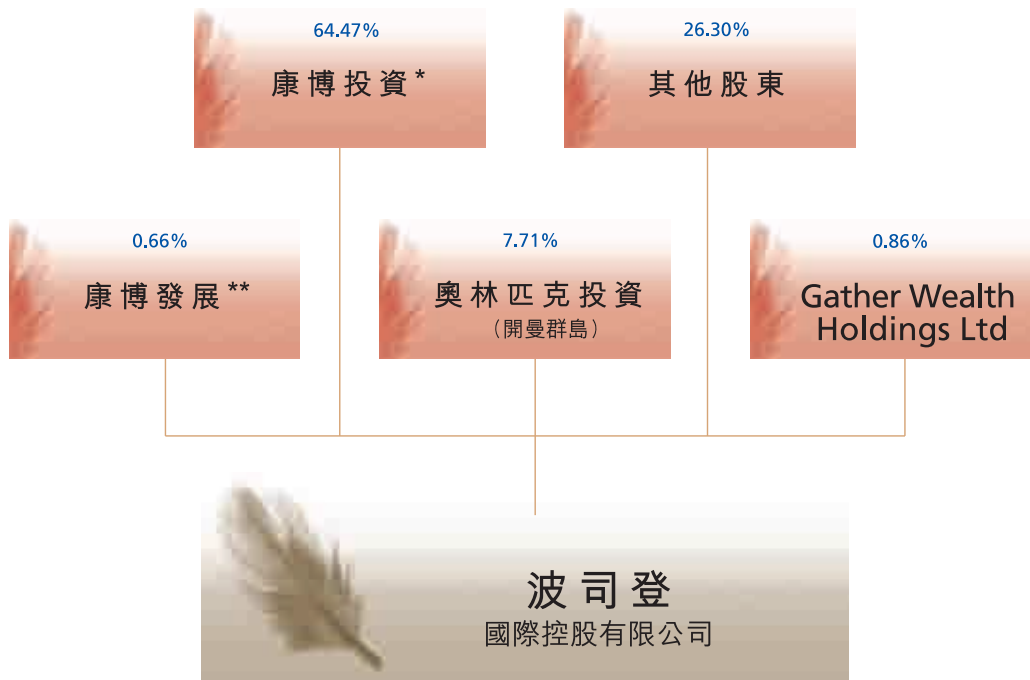 64.47%
康博投資*
26.30%
其他股東
0.66%
康博發展**
7.71%
奧林匹克投資
（開曼群島）
0.86%
Gather Wealth
Holdings Ltd
波司登
國際控股有限公司